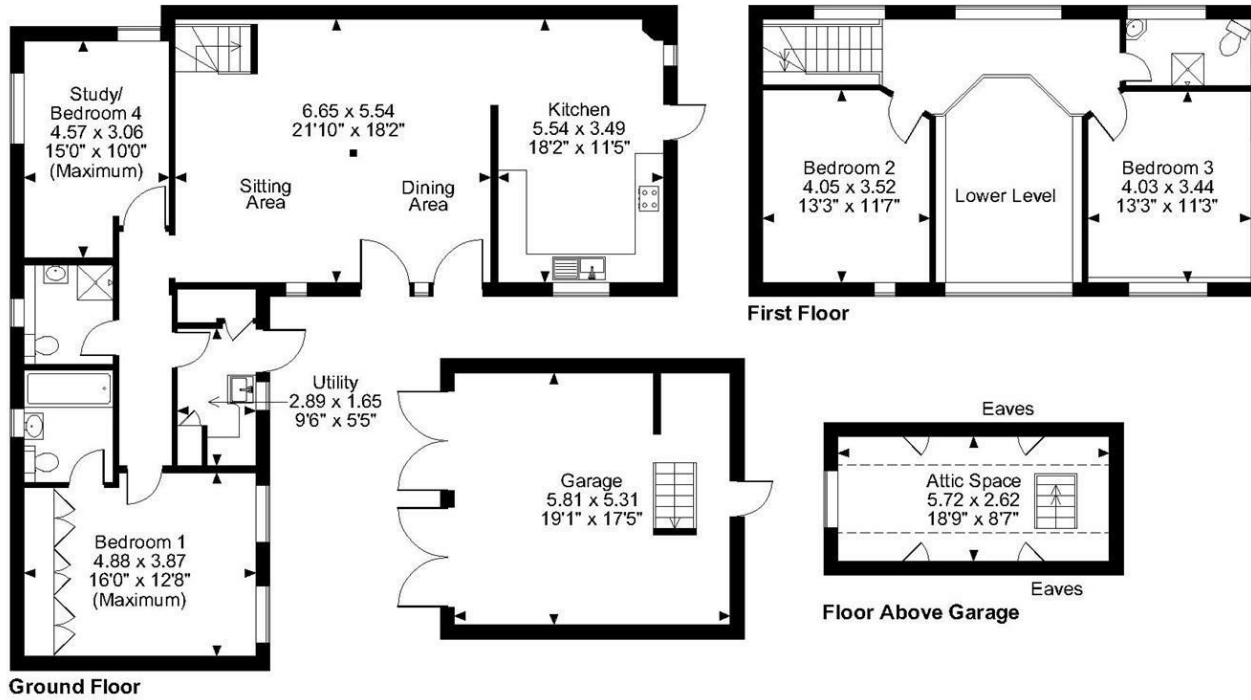 Study/
Bedroom 4
4.57 x 3.06
15'0" x 10'0"
(Maximum)
6.65 x 5.54
21'10" x 18'2"
Sitting
Area
Dining
Area
Kitchen
5.54 x 3.49
18'2" x 11'5"
Utility
2.89 x 1.65
9'6" x 5'5"
Bedroom 1
4.88 x 3.87
16'0" x 12'8"
(Maximum)
Ground Floor
Bedroom 2
4.05 x 3.52
13'3" x 11'7"
Lower Level
Bedroom 3
4.03 x 3.44
13'3" x 11'3"
First Floor
Garage
5.81 x 5.31
19'1" x 17'5"
Eaves
Attic Space
5.72 x 2.62
18'9" x 8'7"
Eaves
Floor Above Garage